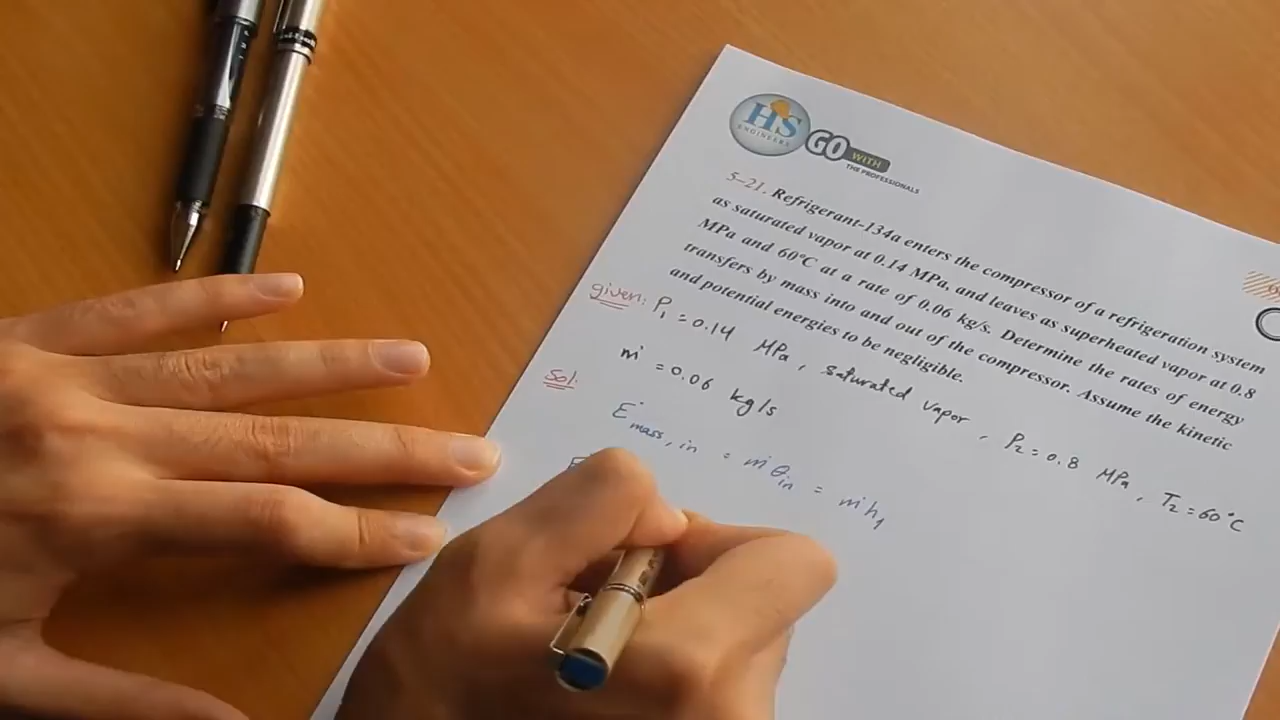 HS
ENGINEERS
GO WITH
THE PROFESSIONALS
5–21. Refrigerant-134a enters the compressor of a refrigeration system
as saturated vapor at 0.14 MPa, and leaves as superheated vapor at 0.8
MPa and 60°C at a rate of 0.06 kg/s. Determine the rates of energy
transfers by mass into and out of the compressor. Assume the kinetic
and potential energies to be negligible.
given: P₁ = 0.14 MPa, saturated vapor, P₂ = 0.8 MPa, T₂ = 60°C
ṁ = 0.06 kg/s
Sol:
Ė mass, in = ṁ θin = ṁ h₁